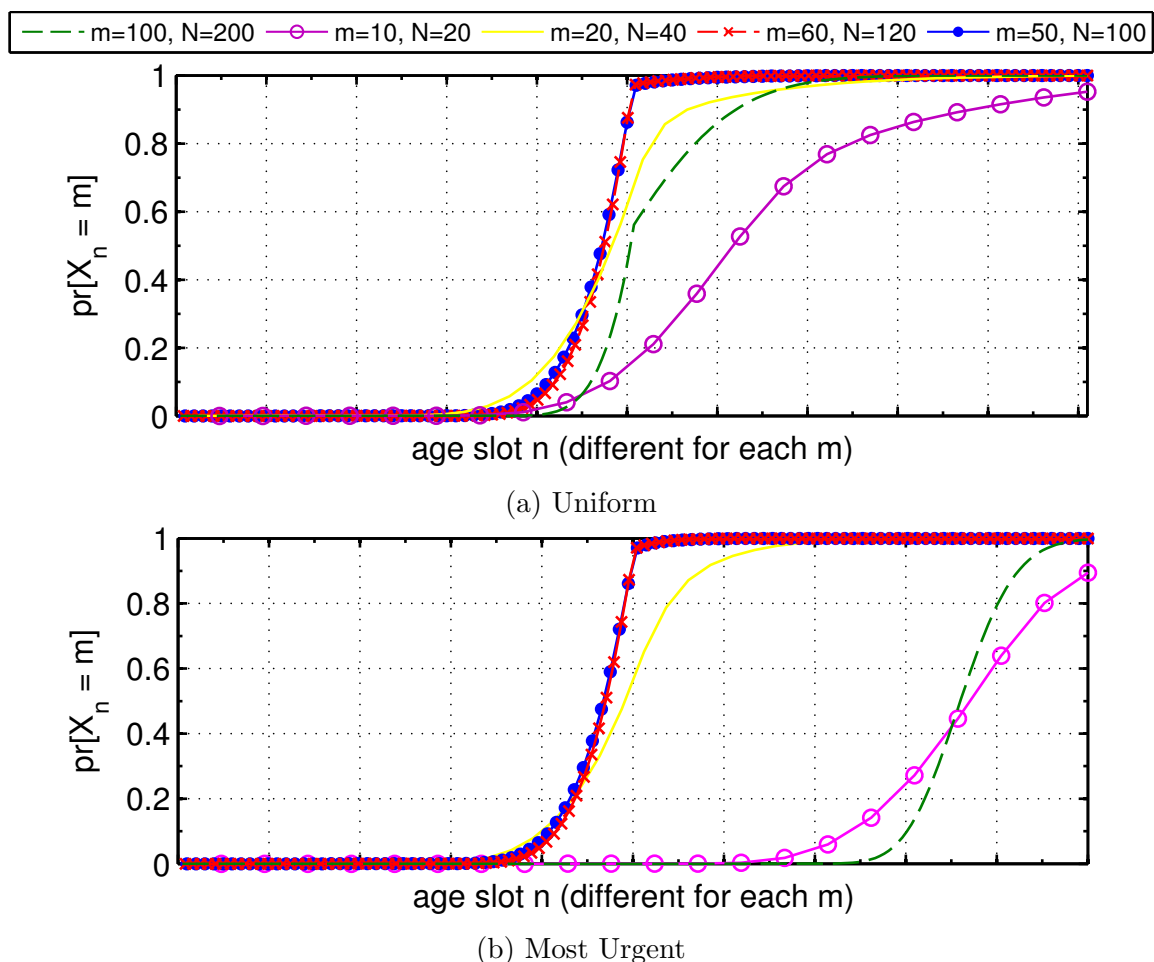 m=100, N=200 m=10, N=20 m=20, N=40 m=60, N=120 m=50, N=100
1
0.8
0.6
0.4
0.2
0
pr[X_n = m]
age slot n (different for each m)
(a) Uniform
1
0.8
0.6
0.4
0.2
0
pr[X_n = m]
age slot n (different for each m)
(b) Most Urgent